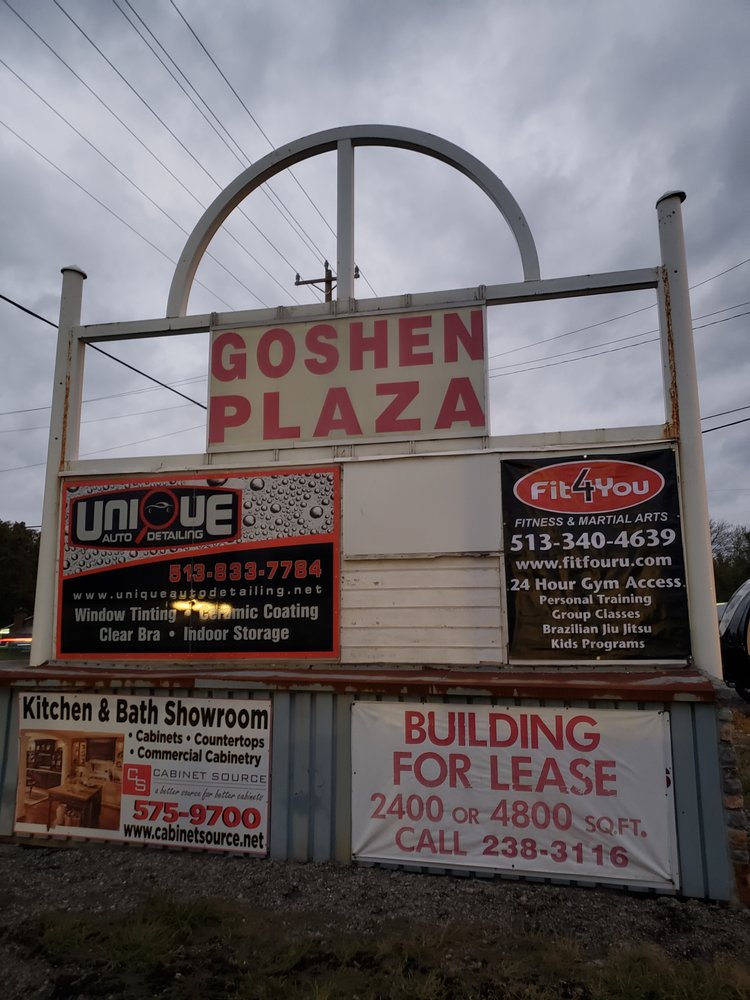 GOSHEN
PLAZA
UNIQUE
AUTO DETAILING
513-833-7784
www.uniqueautodetailing.net
Window Tinting • Ceramic Coating
Clear Bra • Indoor Storage
Fit4You
FITNESS & MARTIAL ARTS
513-340-4639
www.fitfouru.com
24 Hour Gym Access
Personal Training
Group Classes
Brazilian Jiu Jitsu
Kids Programs
Kitchen & Bath Showroom
• Cabinets • Countertops
• Commercial Cabinetry
CS CABINET SOURCE
a better source for better cabinets
575-9700
www.cabinetsource.net
BUILDING
FOR LEASE
2400 OR 4800 SQ.FT.
CALL 238-3116